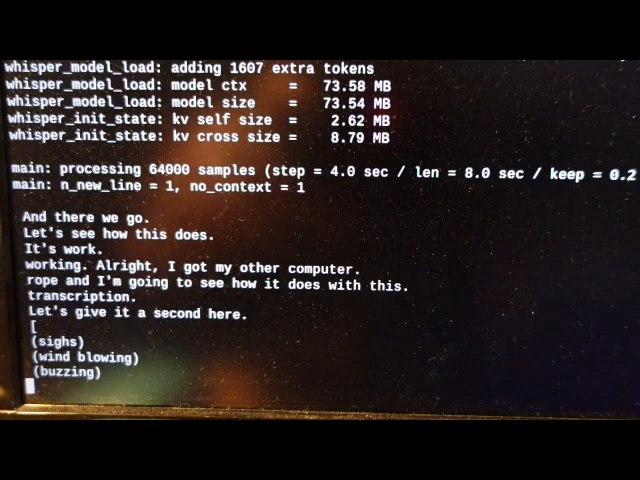 whisper_model_load: adding 1607 extra tokens
whisper_model_load: model ctx     =   73.58 MB
whisper_model_load: model size    =   73.54 MB
whisper_init_state: kv self size  =    2.62 MB
whisper_init_state: kv cross size =    8.79 MB
main: processing 64000 samples (step = 4.0 sec / len = 8.0 sec / keep = 0.2
main: n_new_line = 1, no_context = 1
And there we go.
Let's see how this does.
It's work.
working. Alright, I got my other computer.
rope and I'm going to see how it does with this.
transcription.
Let's give it a second here.
[
(sighs)
(wind blowing)
(buzzing)